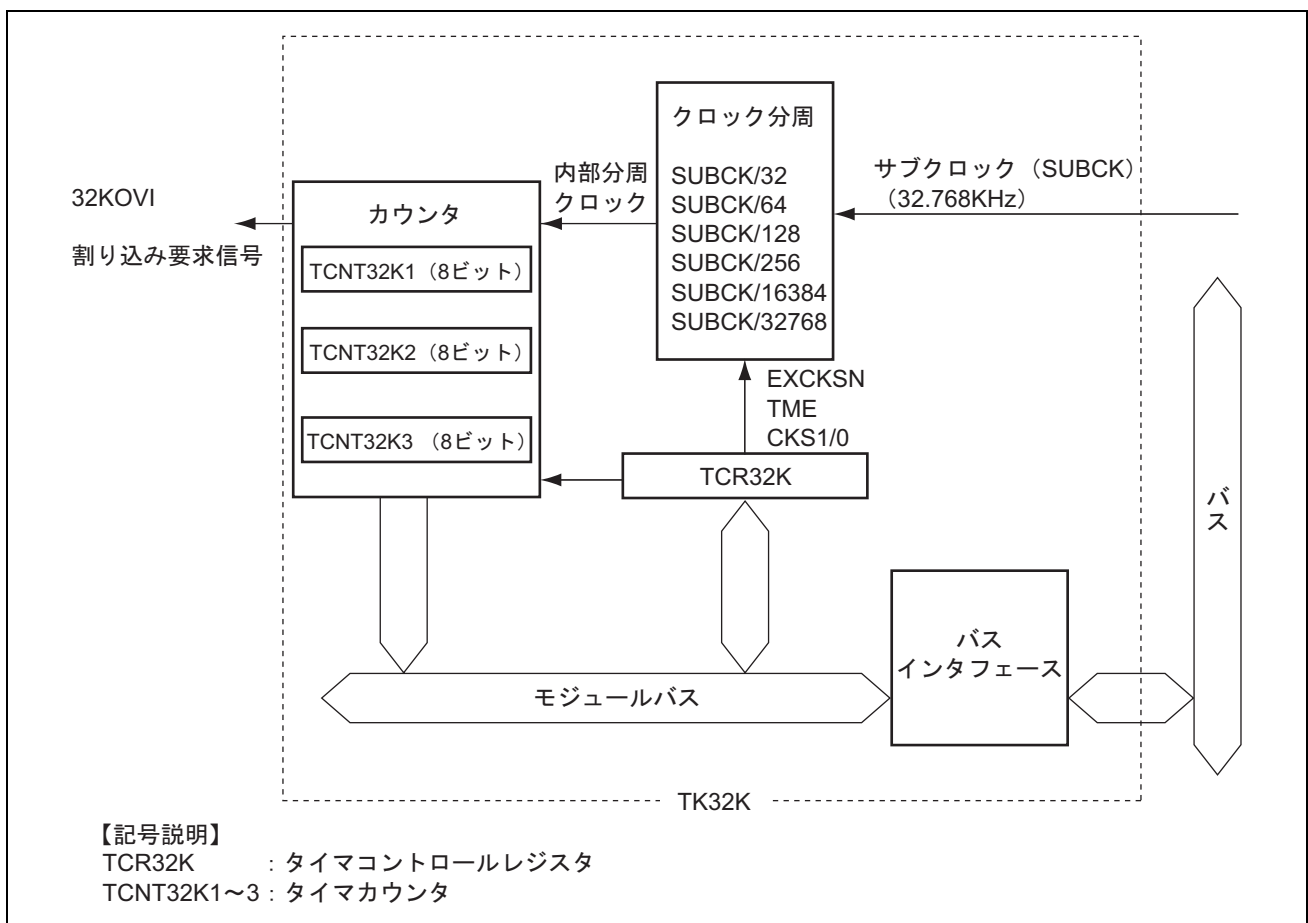 クロック分周
SUBCK/32
SUBCK/64
SUBCK/128
SUBCK/256
SUBCK/16384
SUBCK/32768
サブクロック（SUBCK）
（32.768KHz）
内部分周
クロック
32KOVI
割り込み要求信号
カウンタ
TCNT32K1（8ビット）
TCNT32K2（8ビット）
TCNT32K3 （8ビット）
EXCKSN
TME
CKS1/0
TCR32K
バス
バス
インタフェース
モジュールバス
TK32K
【記号説明】
TCR32K ：タイマコントロールレジスタ
TCNT32K1～3：タイマカウンタ